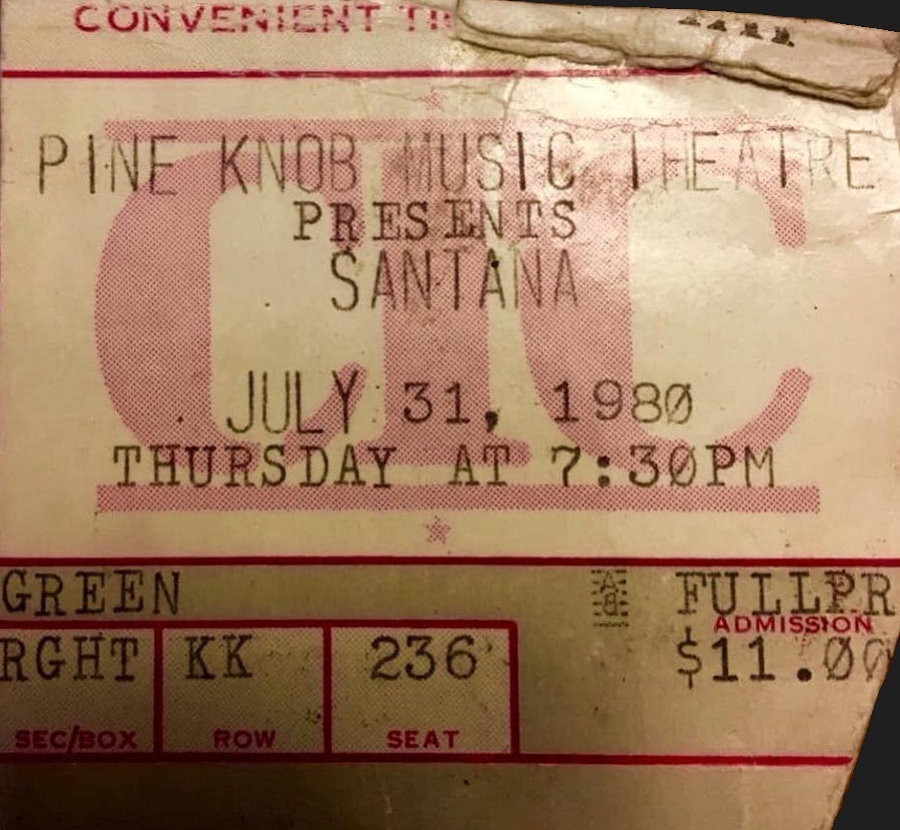 CONVENIENT
PINE KNOB MUSIC THEATRE
PRESENTS
SANTANA
JULY 31, 1980
THURSDAY AT 7:30PM
GREEN
FULLPR
ADMISSION
RGHT KK 236 $11.00
SEC/BOX ROW SEAT